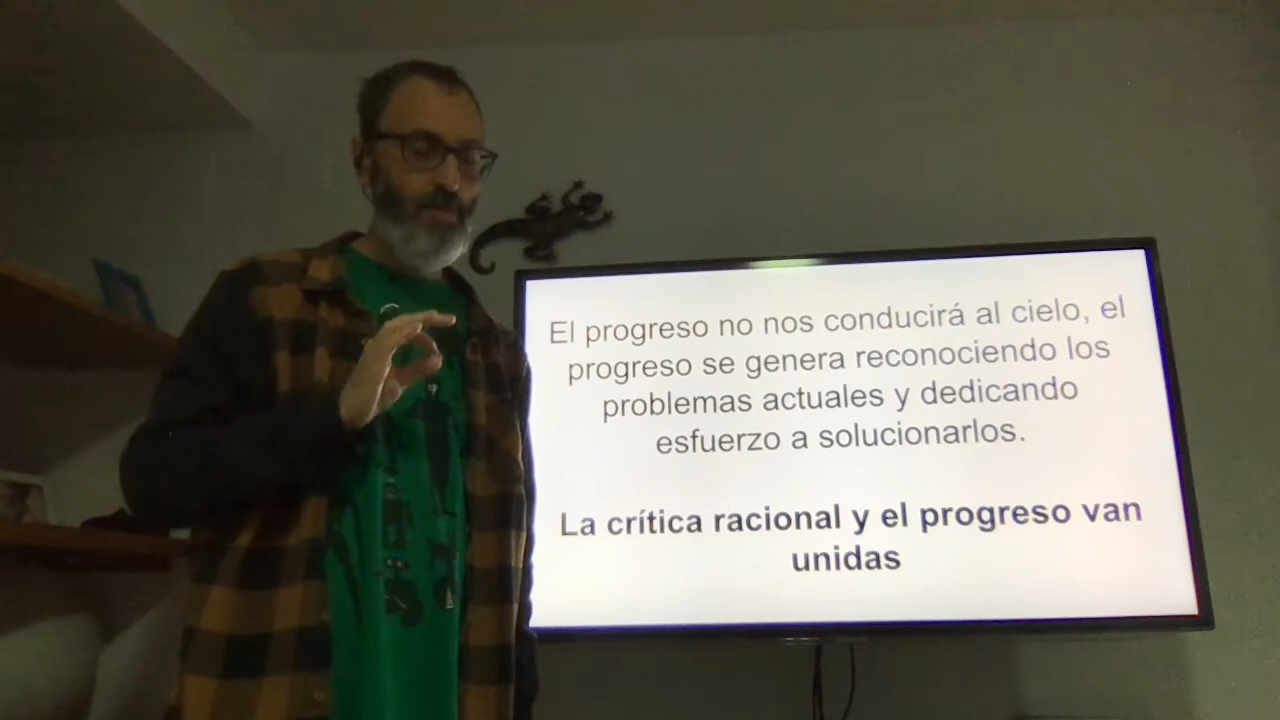 El progreso no nos conducirá al cielo, el
progreso se genera reconociendo los
problemas actuales y dedicando
esfuerzo a solucionarlos.
La crítica racional y el progreso van
unidas